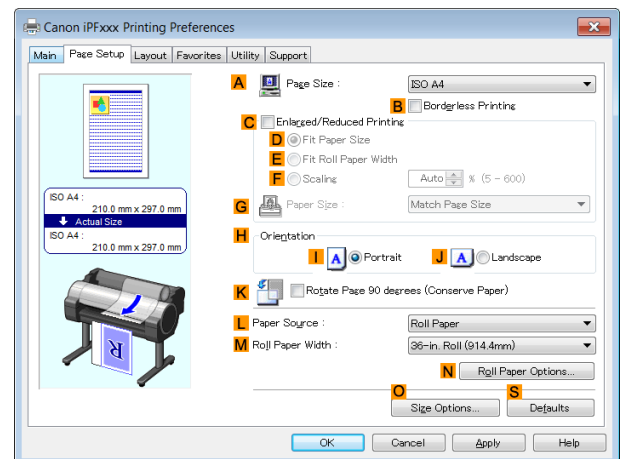 Canon iPFxxx Printing Preferences
Main Page Setup Layout Favorites Utility Support
A Page Size : ISO A4
B Borderless Printing
C Enlarged/Reduced Printing
D Fit Paper Size
E Fit Roll Paper Width
F Scaling Auto % (5 - 600)
ISO A4 :
210.0 mm x 297.0 mm
Actual Size
ISO A4 :
210.0 mm x 297.0 mm
G Paper Size : Match Page Size
H Orientation
I A Portrait J A Landscape
K Rotate Page 90 degrees (Conserve Paper)
L Paper Source : Roll Paper
M Roll Paper Width : 36-in. Roll (914.4mm)
N Roll Paper Options...
O S
Size Options... Defaults
R
OK Cancel Apply Help